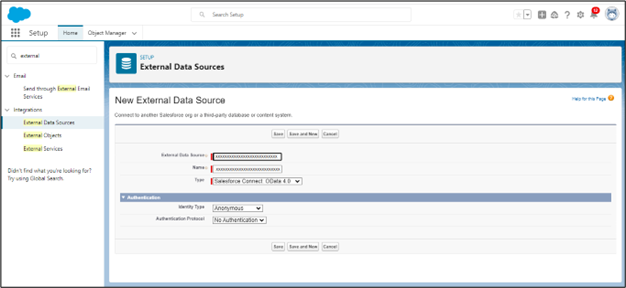 Search Setup
Setup
Home
Object Manager
external
Email
Send through External Email
Services
Integrations
External Data Sources
External Objects
External Services
Didn't find what you're looking for?
Try using Global Search.
SETUP
External Data Sources
New External Data Source
Help for this Page
Connect to another Salesforce org or a third-party database or content system.
Save Save and New Cancel
External Data Source
Name
Type Salesforce Connect: OData 4.0
Authentication
Identity Type Anonymous
Authentication Protocol No Authentication
Save Save and New Cancel